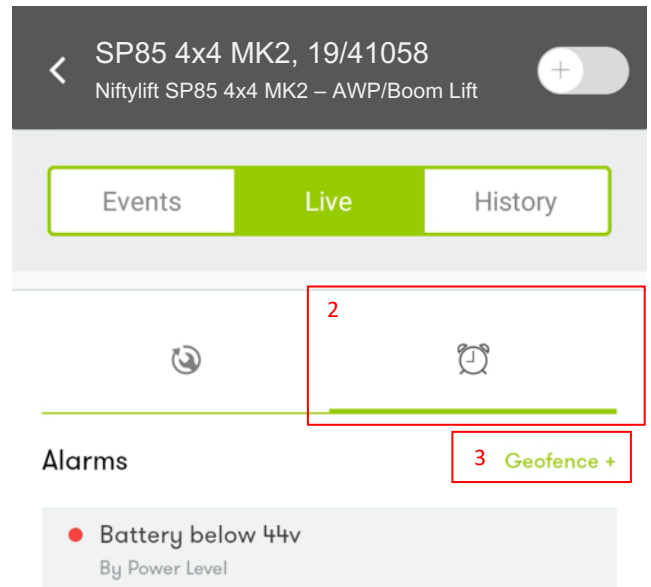 SP85 4x4 MK2, 19/41058
Niftylift SP85 4x4 MK2 – AWP/Boom Lift
Events Live History
2
Alarms 3 Geofence +
Battery below 44v
By Power Level